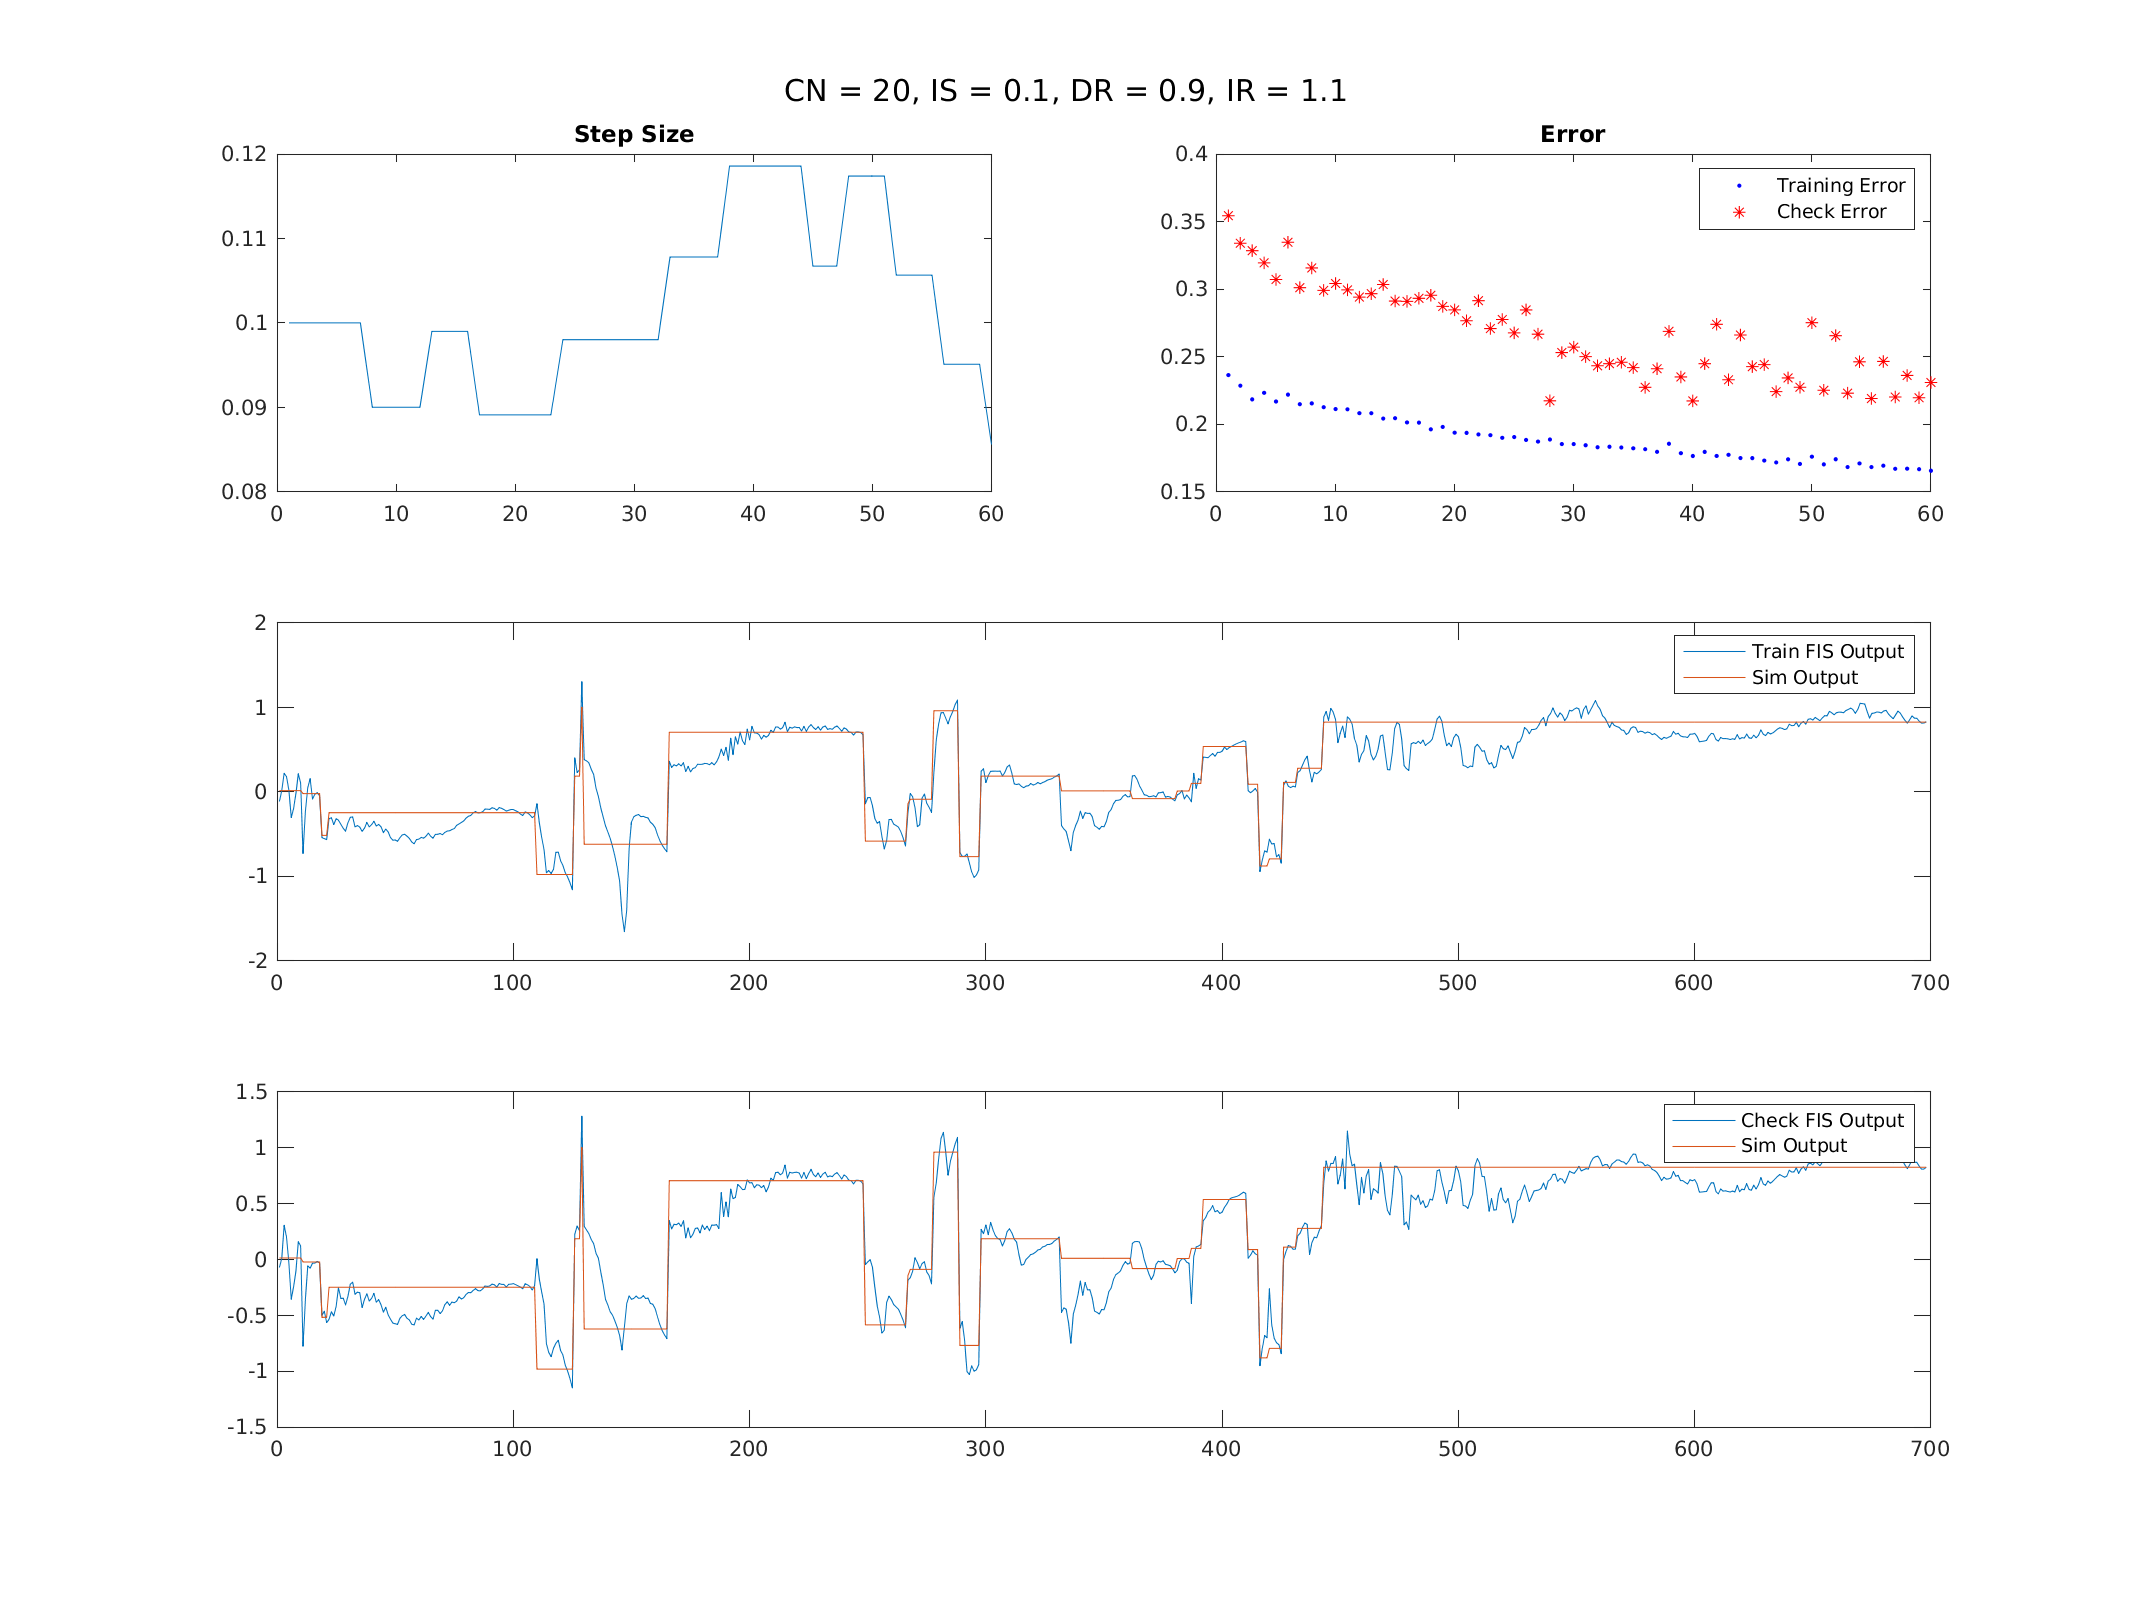 CN = 20, IS = 0.1, DR = 0.9, IR = 1.1
Step Size
0.12
0.11
0.1
0.09
0.08
0 10 20 30 40 50 60
Error
0.4
0.35
0.3
0.25
0.2
0.15
0 10 20 30 40 50 60
Training Error
Check Error
2
1
0
-1
-2
0 100 200 300 400 500 600 700
Train FIS Output
Sim Output
1.5
1
0.5
0
-0.5
-1
-1.5
0 100 200 300 400 500 600 700
Check FIS Output
Sim Output